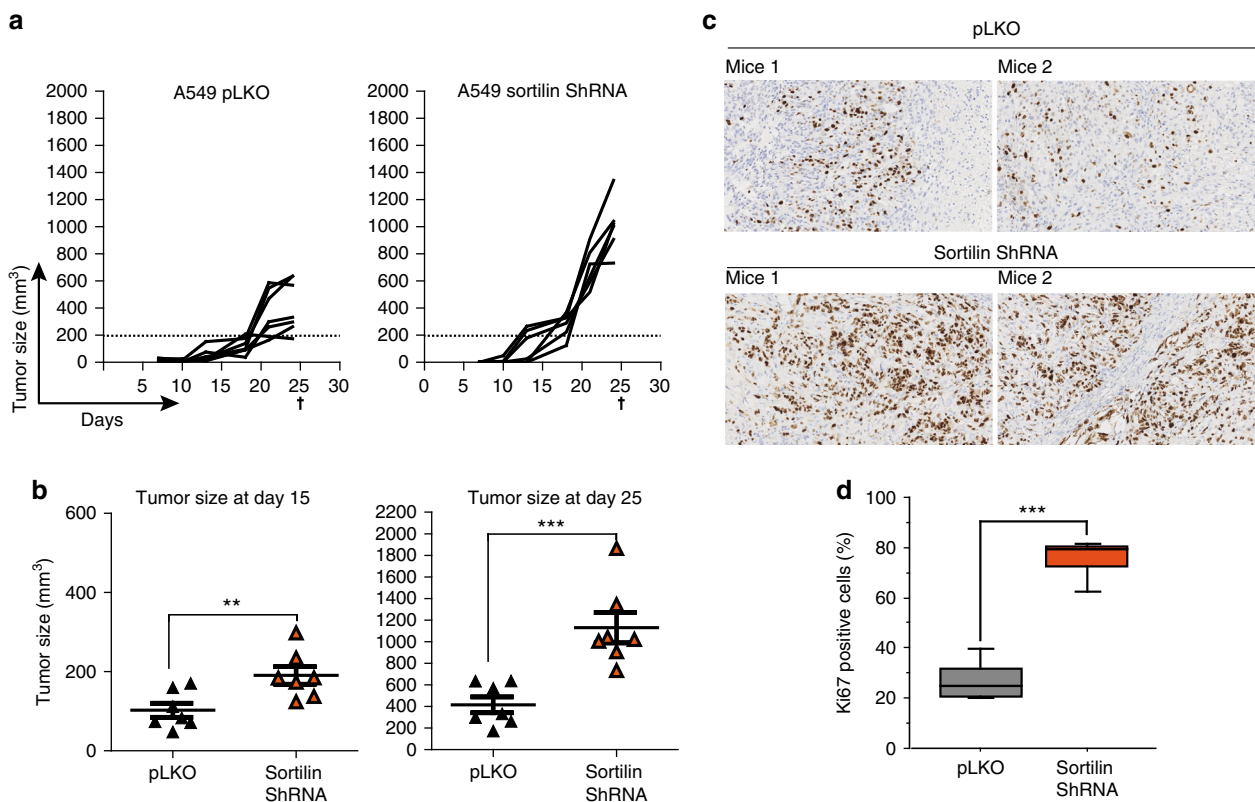 a
A549 pLKO
2000
1800
1600
1400
1200
1000
800
600
400
200
0
0 5 10 15 20 25 30
†
Tumor size (mm³)
Days
A549 sortilin ShRNA
2000
1800
1600
1400
1200
1000
800
600
400
200
0
0 5 10 15 20 25 30
†
b
Tumor size at day 15
600
400
200
0
Tumor size (mm³)
**
pLKO
Sortilin
ShRNA
Tumor size at day 25
2200
2000
1800
1600
1400
1200
1000
800
600
400
200
0
***
pLKO
Sortilin
ShRNA
c
pLKO
Mice 1 Mice 2
Sortilin ShRNA
Mice 1 Mice 2
d
100
80
60
40
20
0
Ki67 positive cells (%)
***
pLKO
Sortilin
ShRNA